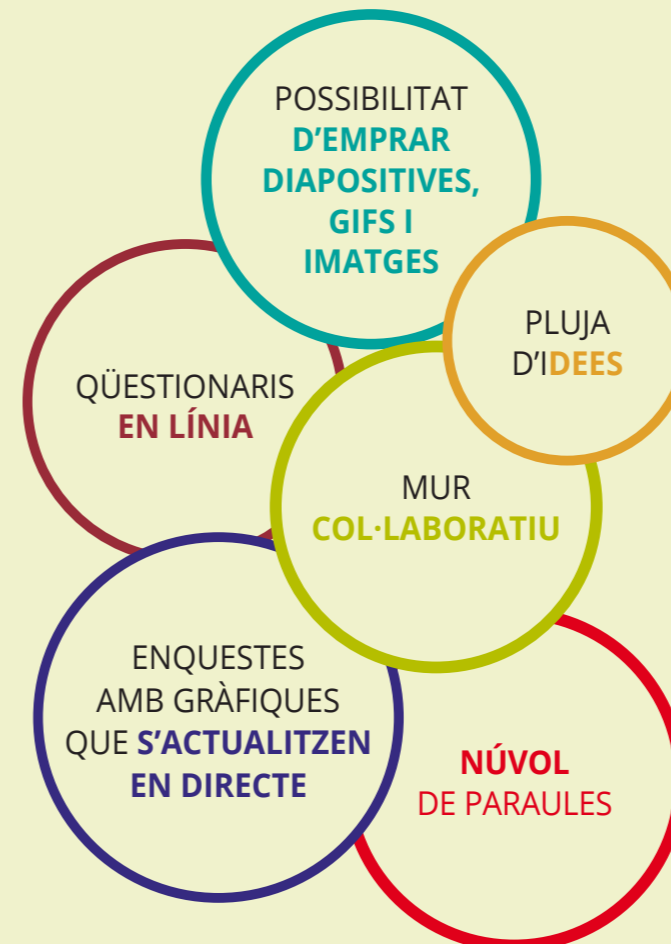 POSSIBILITAT
D'EMPRAR
DIAPOSITIVES,
GIFS I
IMATGES
PLUJA
D'IDEES
QÜESTIONARIS
EN LÍNIA
MUR
COL·LABORATIU
ENQUESTES
AMB GRÀFIQUES
QUE S'ACTUALITZEN
EN DIRECTE
NÚVOL
DE PARAULES